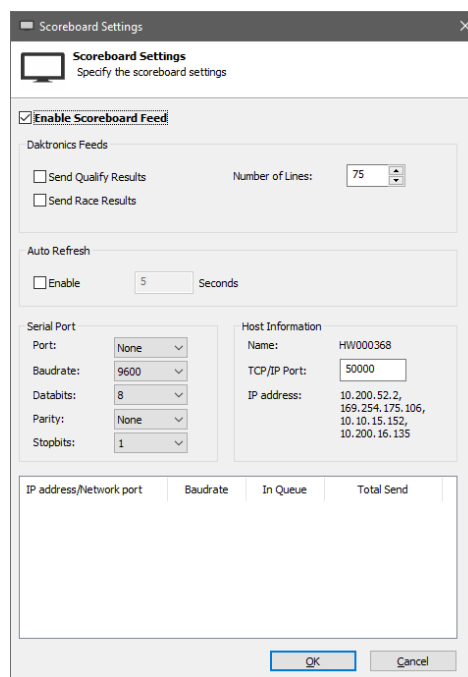 Scoreboard Settings
Scoreboard Settings
Specify the scoreboard settings
Enable Scoreboard Feed
Daktronics Feeds
Send Qualify Results
Number of Lines:
75
Send Race Results
Auto Refresh
Enable
5
Seconds
Serial Port
Port:
None
Baudrate:
9600
Databits:
8
Parity:
None
Stopbits:
1
Host Information
Name:
HW000368
TCP/IP Port:
50000
IP address:
10.200.52.2,
169.254.175.106,
10.10.15.152,
10.200.16.135
IP address/Network port
Baudrate
In Queue
Total Send
OK
Cancel